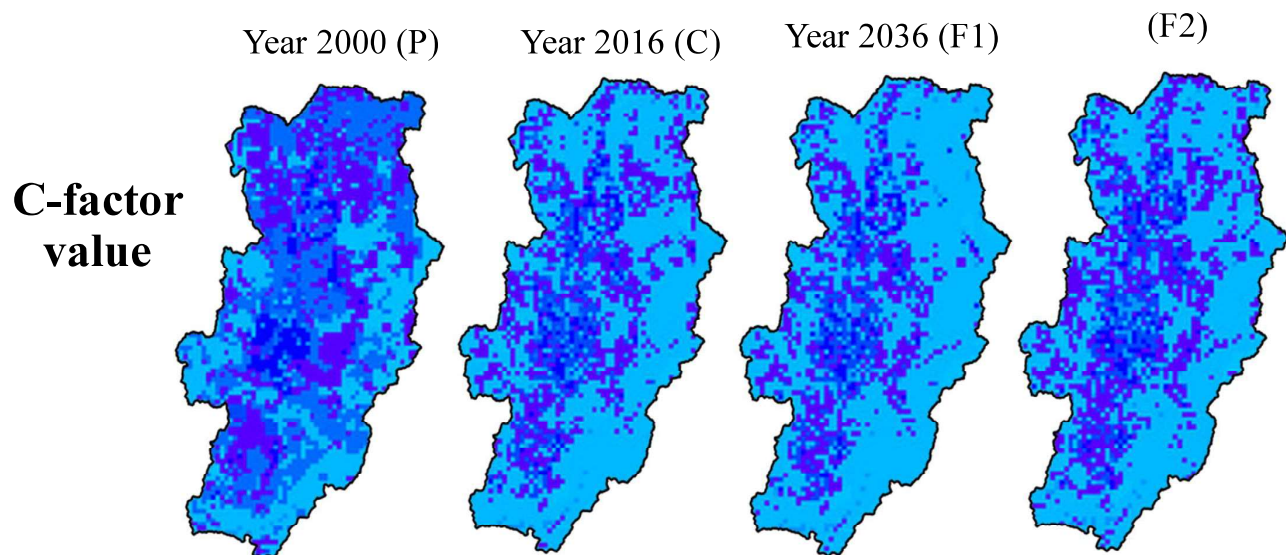 Year 2000 (P)
Year 2016 (C)
Year 2036 (F1)
(F2)
C-factor
value